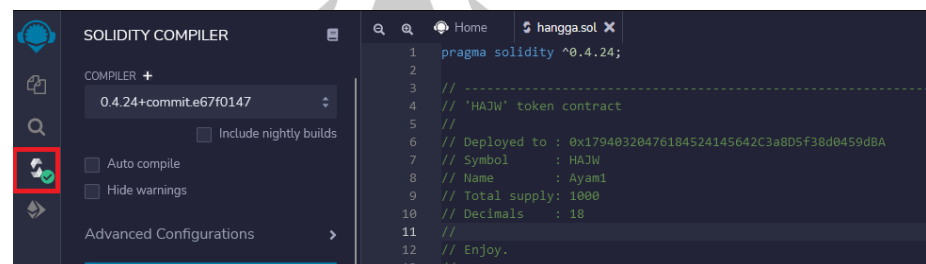 SOLIDITY COMPILER
COMPILER +
0.4.24+commit.e67f0147
Include nightly builds
Auto compile
Hide warnings
Advanced Configurations
Home
hangga.sol
1 pragma solidity ^0.4.24;
2
3 // ----------------------------------------------------------------------------
4 // 'HAJW' token contract
5 //
6 // Deployed to : 0x17940320476184524145642C3a8D5f38d0459dBA
7 // Symbol : HAJW
8 // Name : Ayam1
9 // Total supply: 1000
10 // Decimals : 18
11 //
12 // Enjoy.